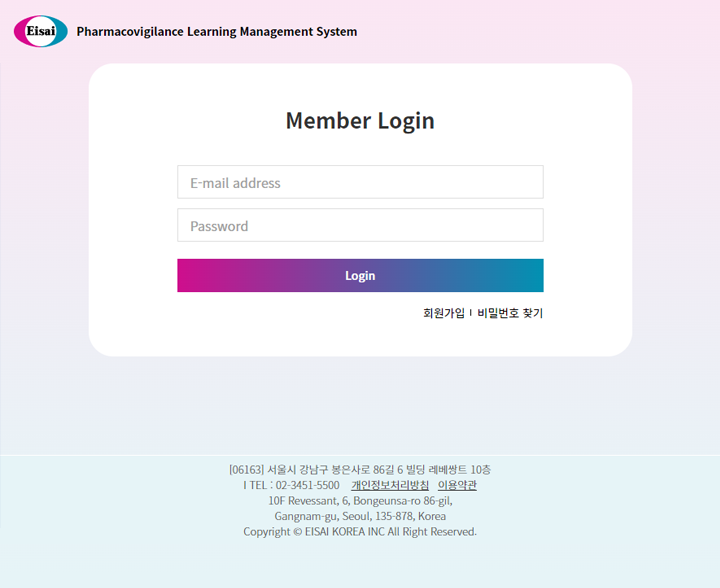 Eisai
Pharmacovigilance Learning Management System
Member Login
E-mail address
Password
Login
회원가입 I 비밀번호 찾기
[06163] 서울시 강남구 봉은사로 86길 6 빌딩 레베쌍트 10층
I TEL : 02-3451-5500 개인정보처리방침 이용약관
10F Revessant, 6, Bongeunsa-ro 86-gil,
Gangnam-gu, Seoul, 135-878, Korea
Copyright © EISAI KOREA INC All Right Reserved.